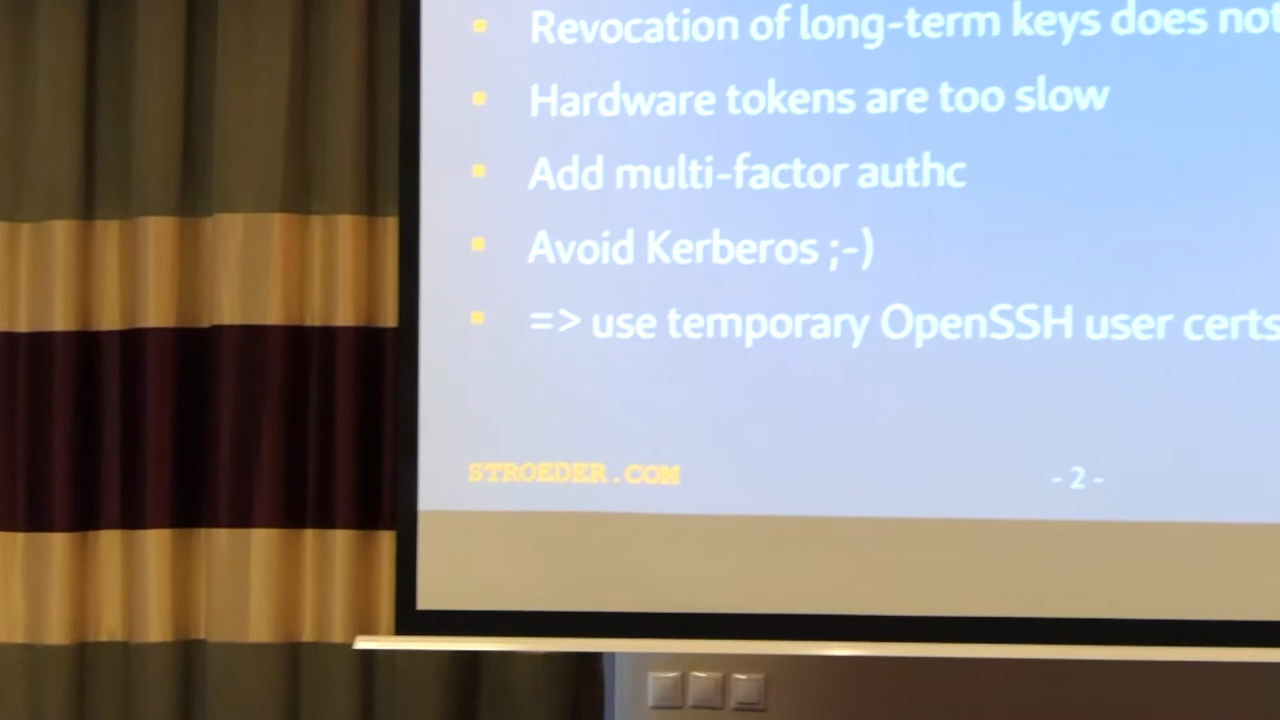 Revocation of long-term keys does not
Hardware tokens are too slow
Add multi-factor authc
Avoid Kerberos ;-)
=> use temporary OpenSSH user certs
STROEDER.COM
- 2 -